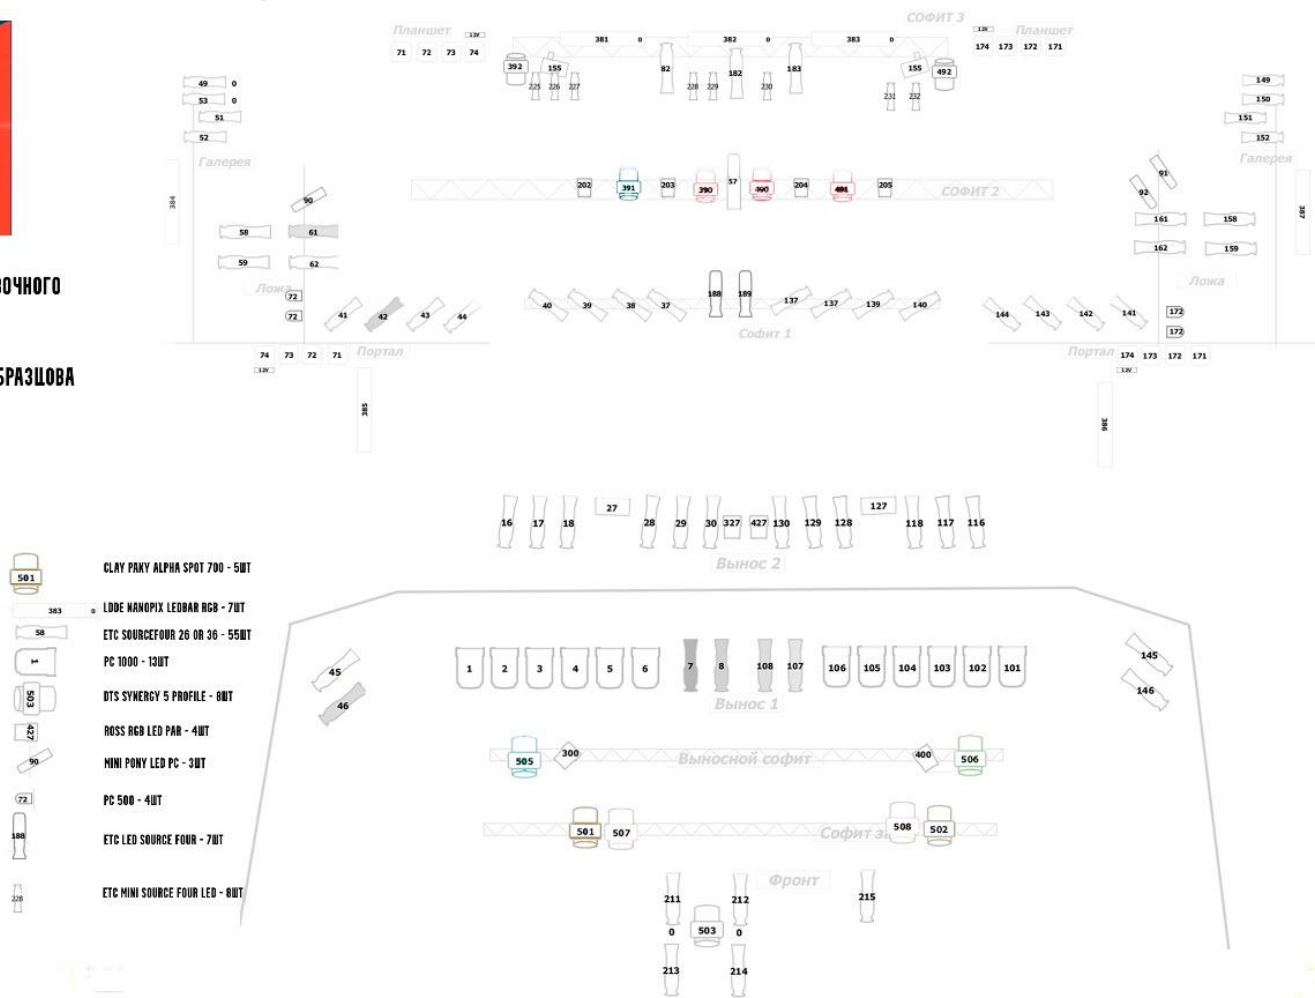 СОФИТ 3
Планшет 12V 381 0 382 0 383 0 12V Планшет
71 72 73 74 174 173 172 171
392 155 82 182 183 155 492
225 226 227 228 229 230 231 232
49 0
53 0
51
52
149
150
151
152
Галерея
Галерея
384
387
202 391 203 390 57 490 204 491 205 СОФИТ 2
90
58 61
59 62
91
92
161 158
162 159
Ложа
72
72
Ложа
172
172
41 42 43 44
40 39 38 37 188 189 137 137 139 140
144 143 142 141
Софит 1
74 73 72 71 Портал
12V
Портал 174 173 172 171
12V
385
386
ВОЧНОГО
БРАЗЦОВА
16 17 18 27 28 29 30 327 427 130 129 128 127 118 117 116
Вынос 2
45
46
1 2 3 4 5 6 7 8 108 107 106 105 104 103 102 101
145
146
Вынос 1
505 300 Выносной софит 400 506
501 507 Софит за 508 502
Фронт
211 212 215
0 503 0
213 214
501 CLAY PAKY ALPHA SPOT 700 - 5ШТ
383 0 LDDE NANOPIX LEDBAR RGB - 7ШТ
58 ETC SOURCEFOUR 26 OR 36 - 55ШТ
1 PC 1000 - 13ШТ
503 DTS SYNERGY 5 PROFILE - 8ШТ
427 ROSS RGB LED PAR - 4ШТ
90 MINI PONY LED PC - 3ШТ
72 PC 500 - 4ШТ
188 ETC LED SOURCE FOUR - 7ШТ
228 ETC MINI SOURCE FOUR LED - 8ШТ